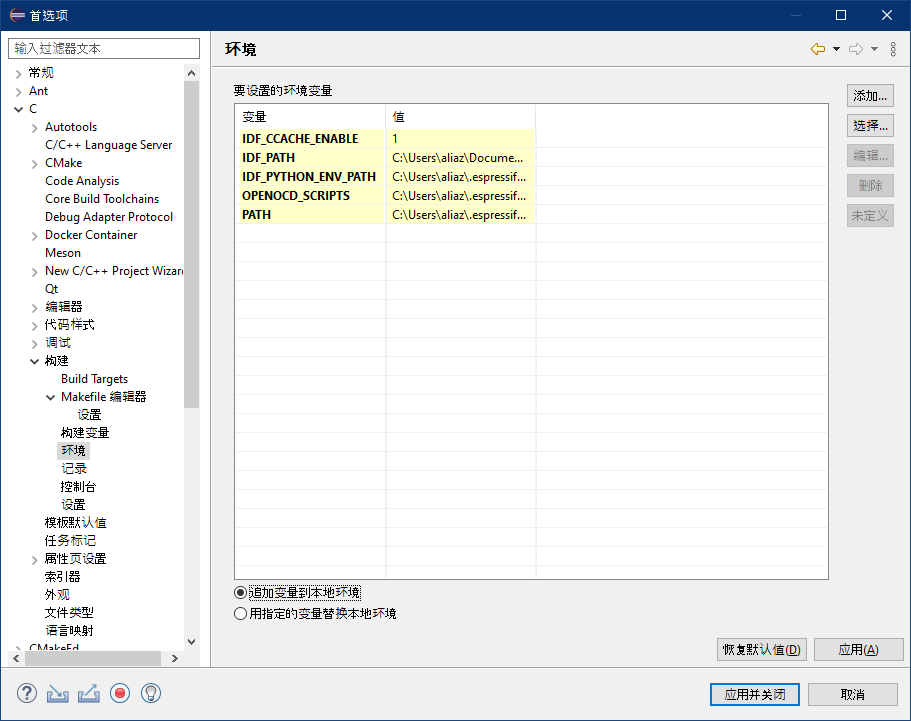 首选项
输入过滤器文本
常规
Ant
C
Autotools
C/C++ Language Server
CMake
Code Analysis
Core Build Toolchains
Debug Adapter Protocol
Docker Container
Meson
New C/C++ Project Wizar
Qt
编辑器
代码样式
调试
构建
Build Targets
Makefile 编辑器
设置
构建变量
环境
记录
控制台
设置
模板默认值
任务标记
属性页设置
索引器
外观
文件类型
语言映射
CMakeEd
环境
要设置的环境变量
变量 值
IDF_CCACHE_ENABLE 1
IDF_PATH C:\Users\aliaz\Docume...
IDF_PYTHON_ENV_PATH C:\Users\aliaz\.espressif...
OPENOCD_SCRIPTS C:\Users\aliaz\.espressif...
PATH C:\Users\aliaz\.espressif...
添加...
选择...
编辑...
删除
未定义
追加变量到本地环境
用指定的变量替换本地环境
恢复默认值(D) 应用(A)
应用并关闭 取消